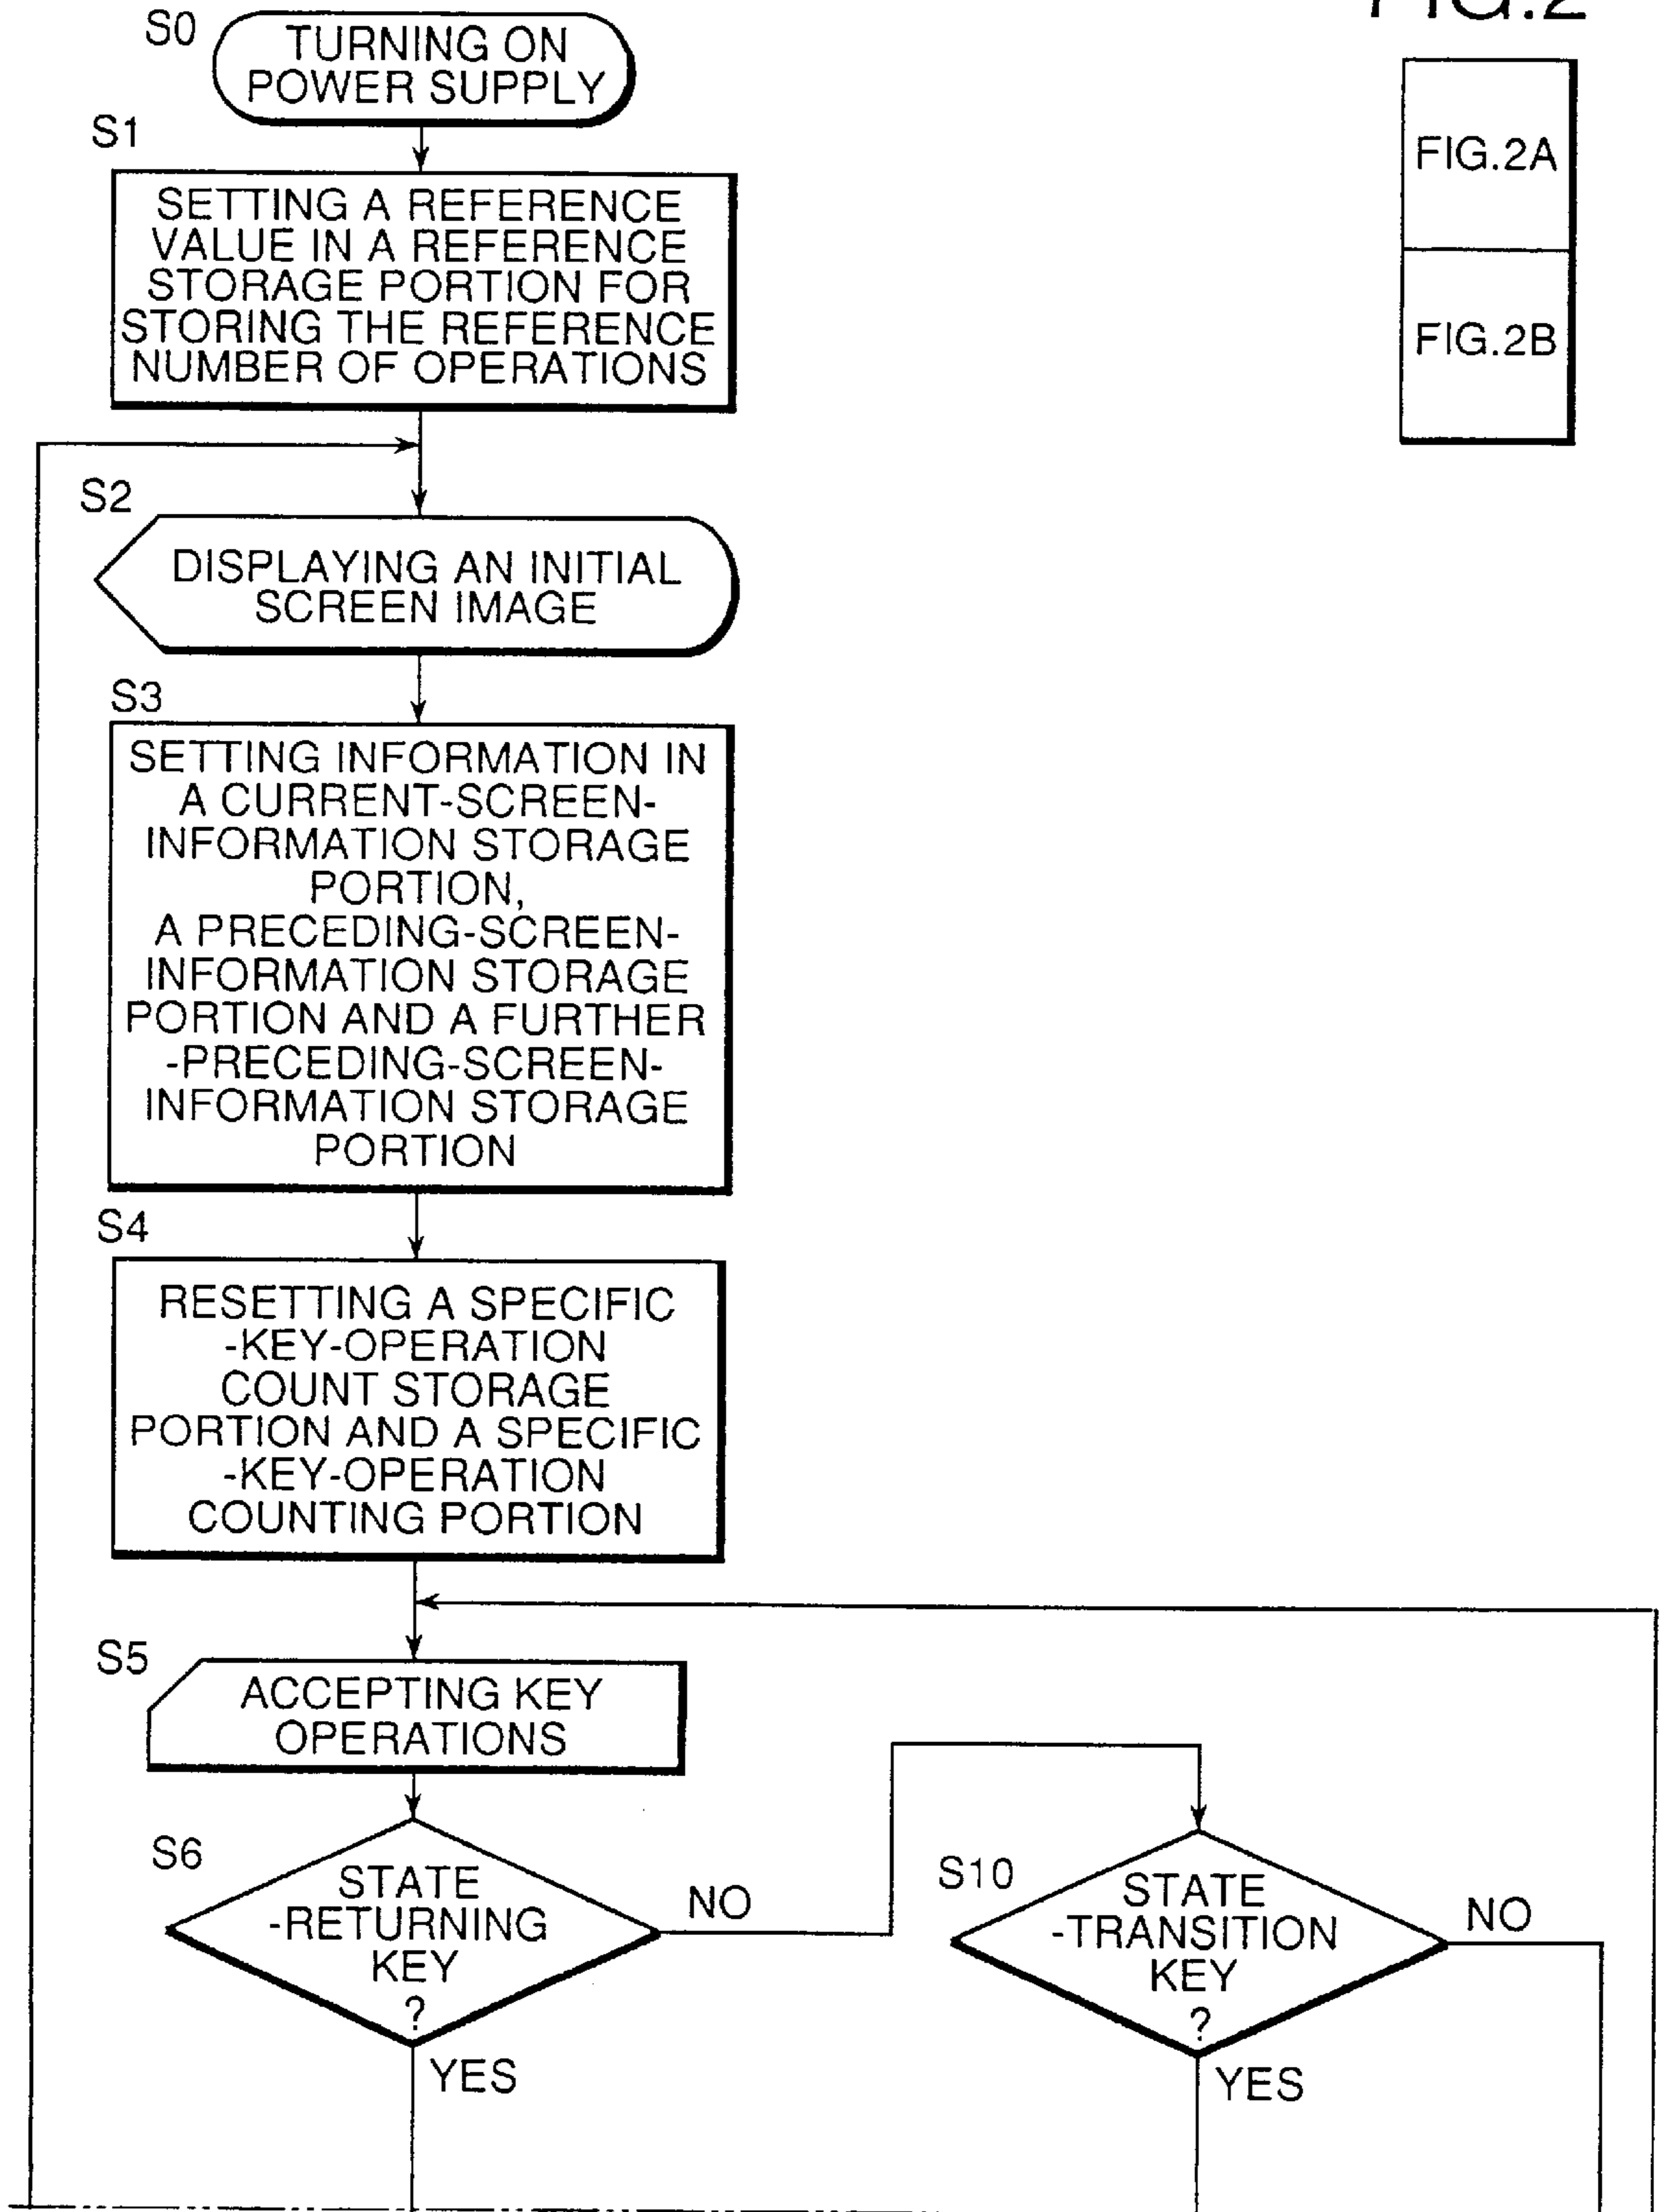 FIG.2
FIG.2A
FIG.2B
S0
TURNING ON
POWER SUPPLY
S1
SETTING A REFERENCE
VALUE IN A REFERENCE
STORAGE PORTION FOR
STORING THE REFERENCE
NUMBER OF OPERATIONS
S2
DISPLAYING AN INITIAL
SCREEN IMAGE
S3
SETTING INFORMATION IN
A CURRENT-SCREEN-
INFORMATION STORAGE
PORTION,
A PRECEDING-SCREEN-
INFORMATION STORAGE
PORTION AND A FURTHER
-PRECEDING-SCREEN-
INFORMATION STORAGE
PORTION
S4
RESETTING A SPECIFIC
-KEY-OPERATION
COUNT STORAGE
PORTION AND A SPECIFIC
-KEY-OPERATION
COUNTING PORTION
S5
ACCEPTING KEY
OPERATIONS
S6
STATE
-RETURNING
KEY
?
NO
YES
S10
STATE
-TRANSITION
KEY
?
NO
YES